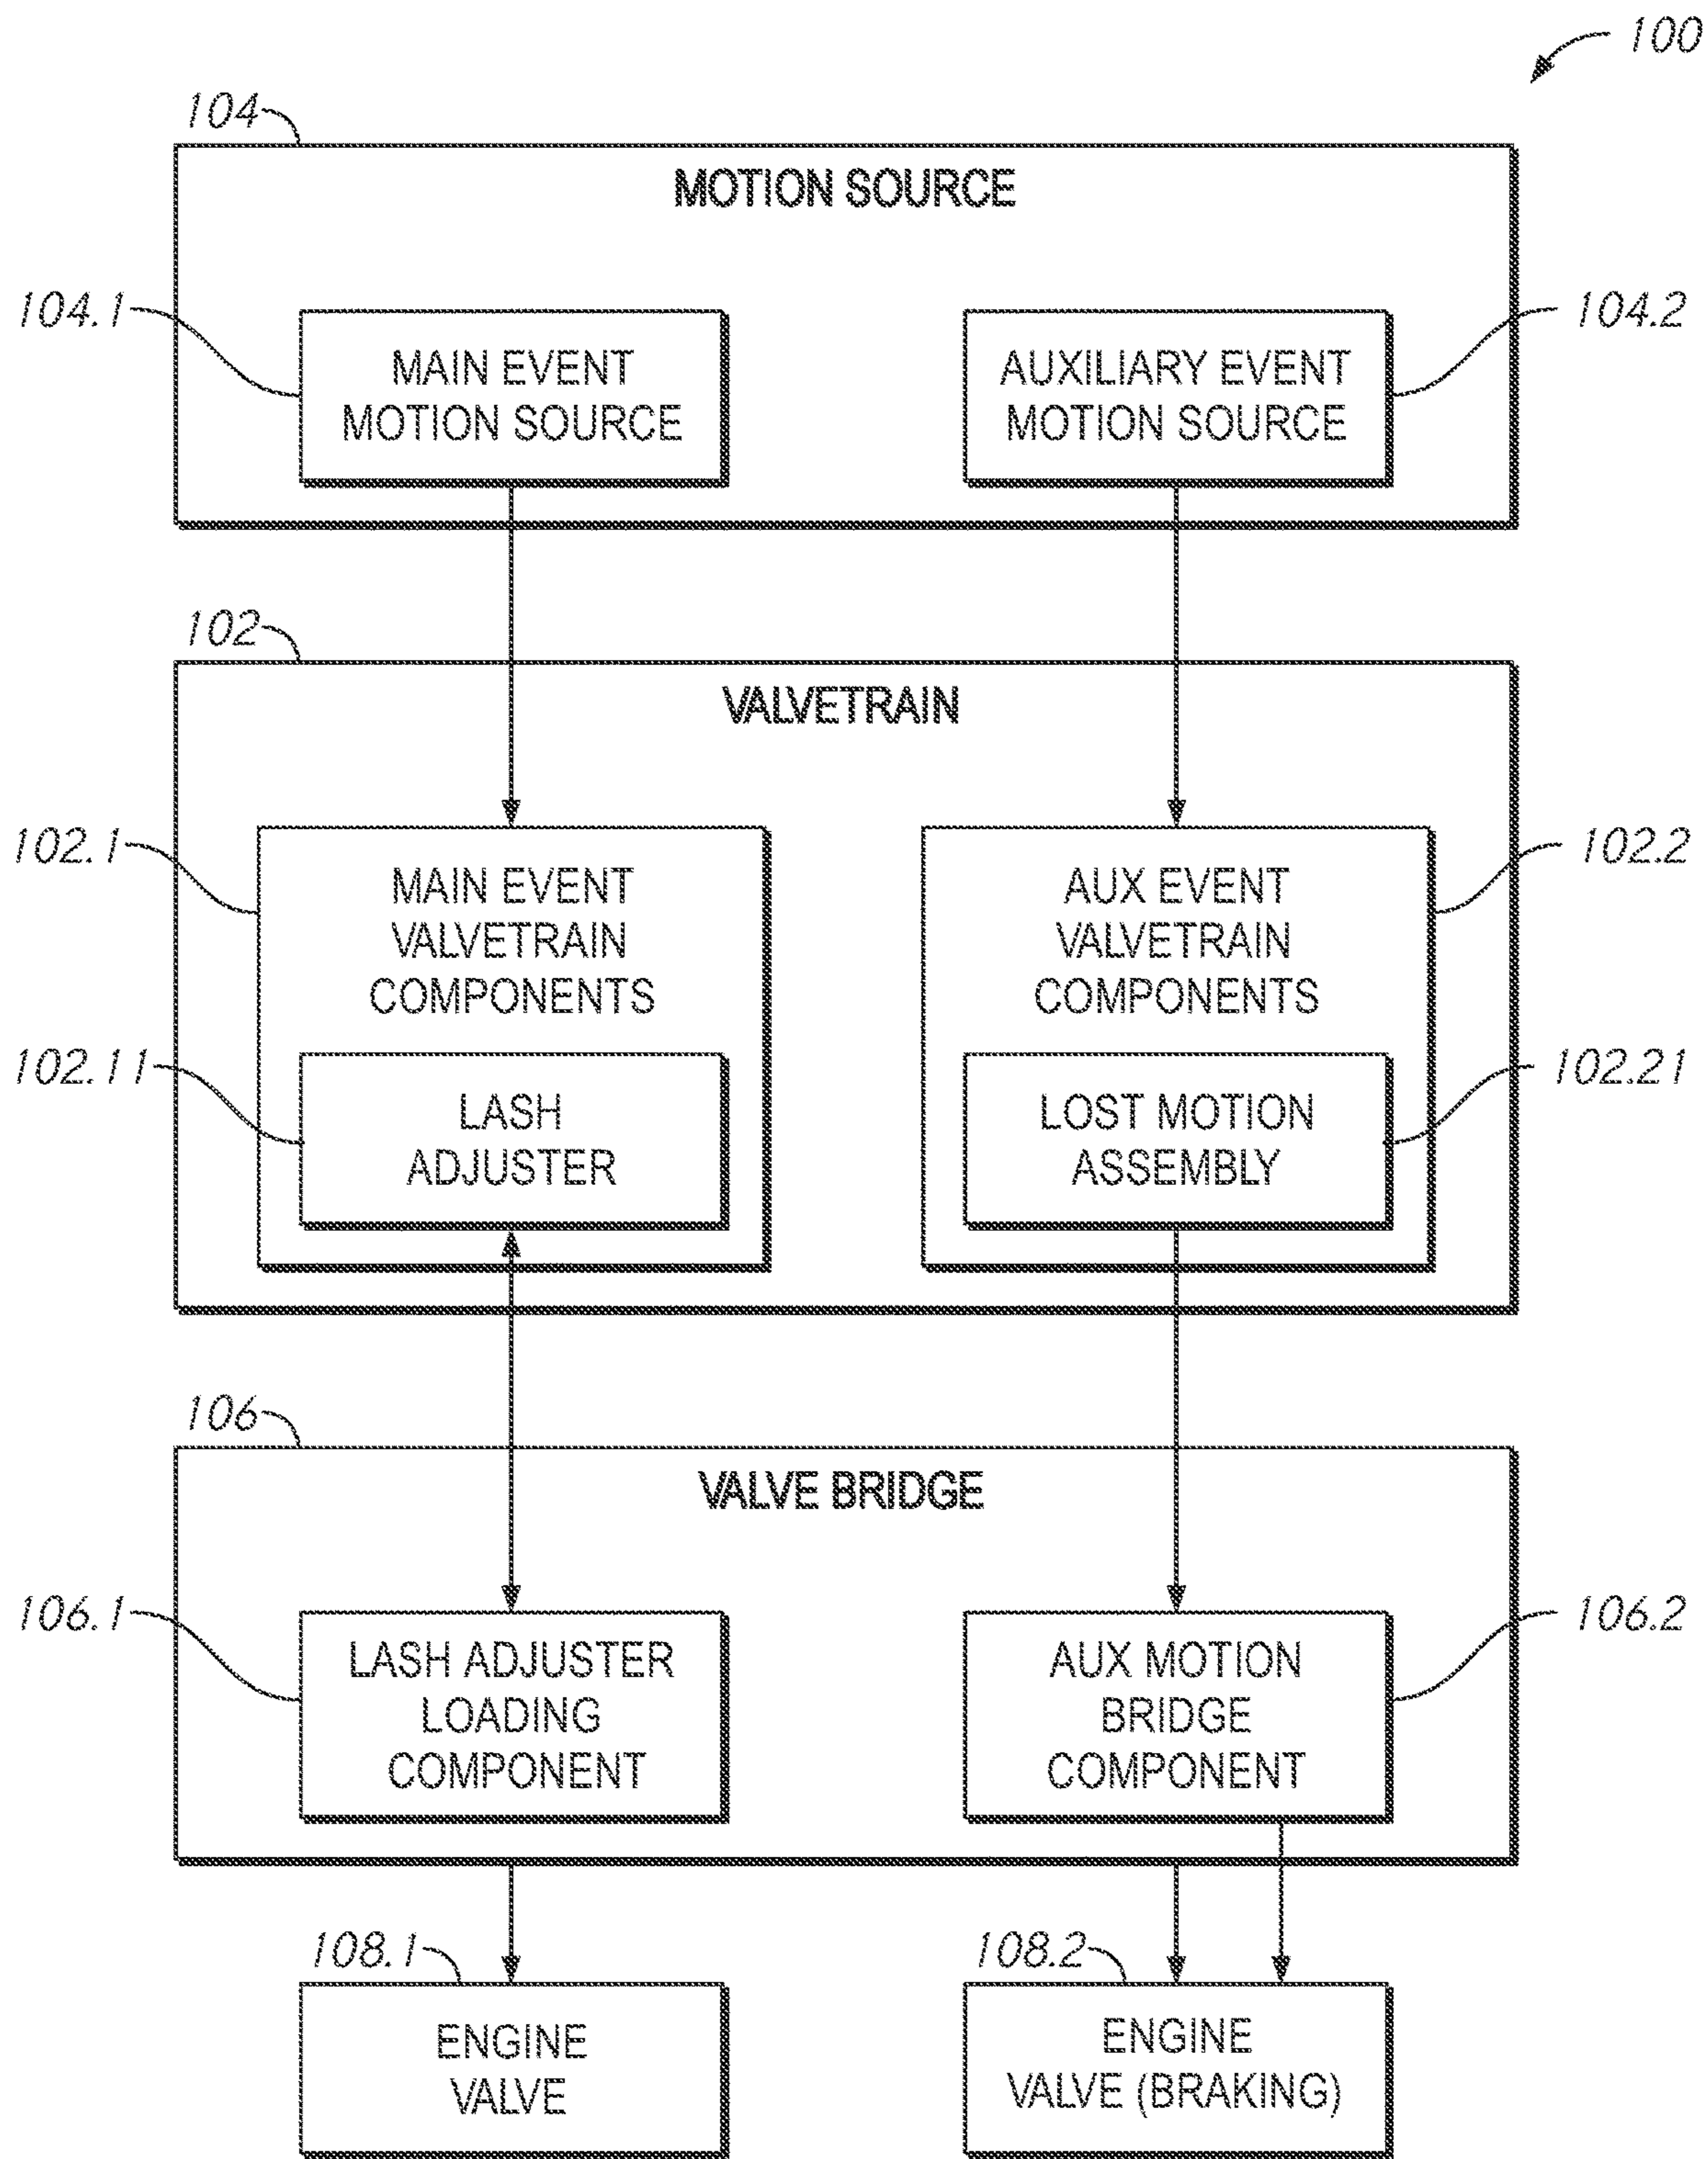 100
104
MOTION SOURCE
104.1
MAIN EVENT
MOTION SOURCE
104.2
AUXILIARY EVENT
MOTION SOURCE
102
VALVETRAIN
102.1
MAIN EVENT
VALVETRAIN
COMPONENTS
102.2
AUX EVENT
VALVETRAIN
COMPONENTS
102.11
LASH
ADJUSTER
102.21
LOST MOTION
ASSEMBLY
106
VALVE BRIDGE
106.1
LASH ADJUSTER
LOADING
COMPONENT
106.2
AUX MOTION
BRIDGE
COMPONENT
108.1
ENGINE
VALVE
108.2
ENGINE
VALVE (BRAKING)